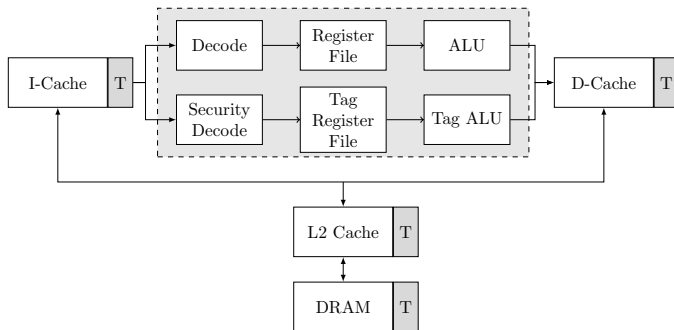 Decode
Register
File
ALU
I-Cache
T
D-Cache
T
Security
Decode
Tag
Register
File
Tag ALU
L2 Cache
T
DRAM
T